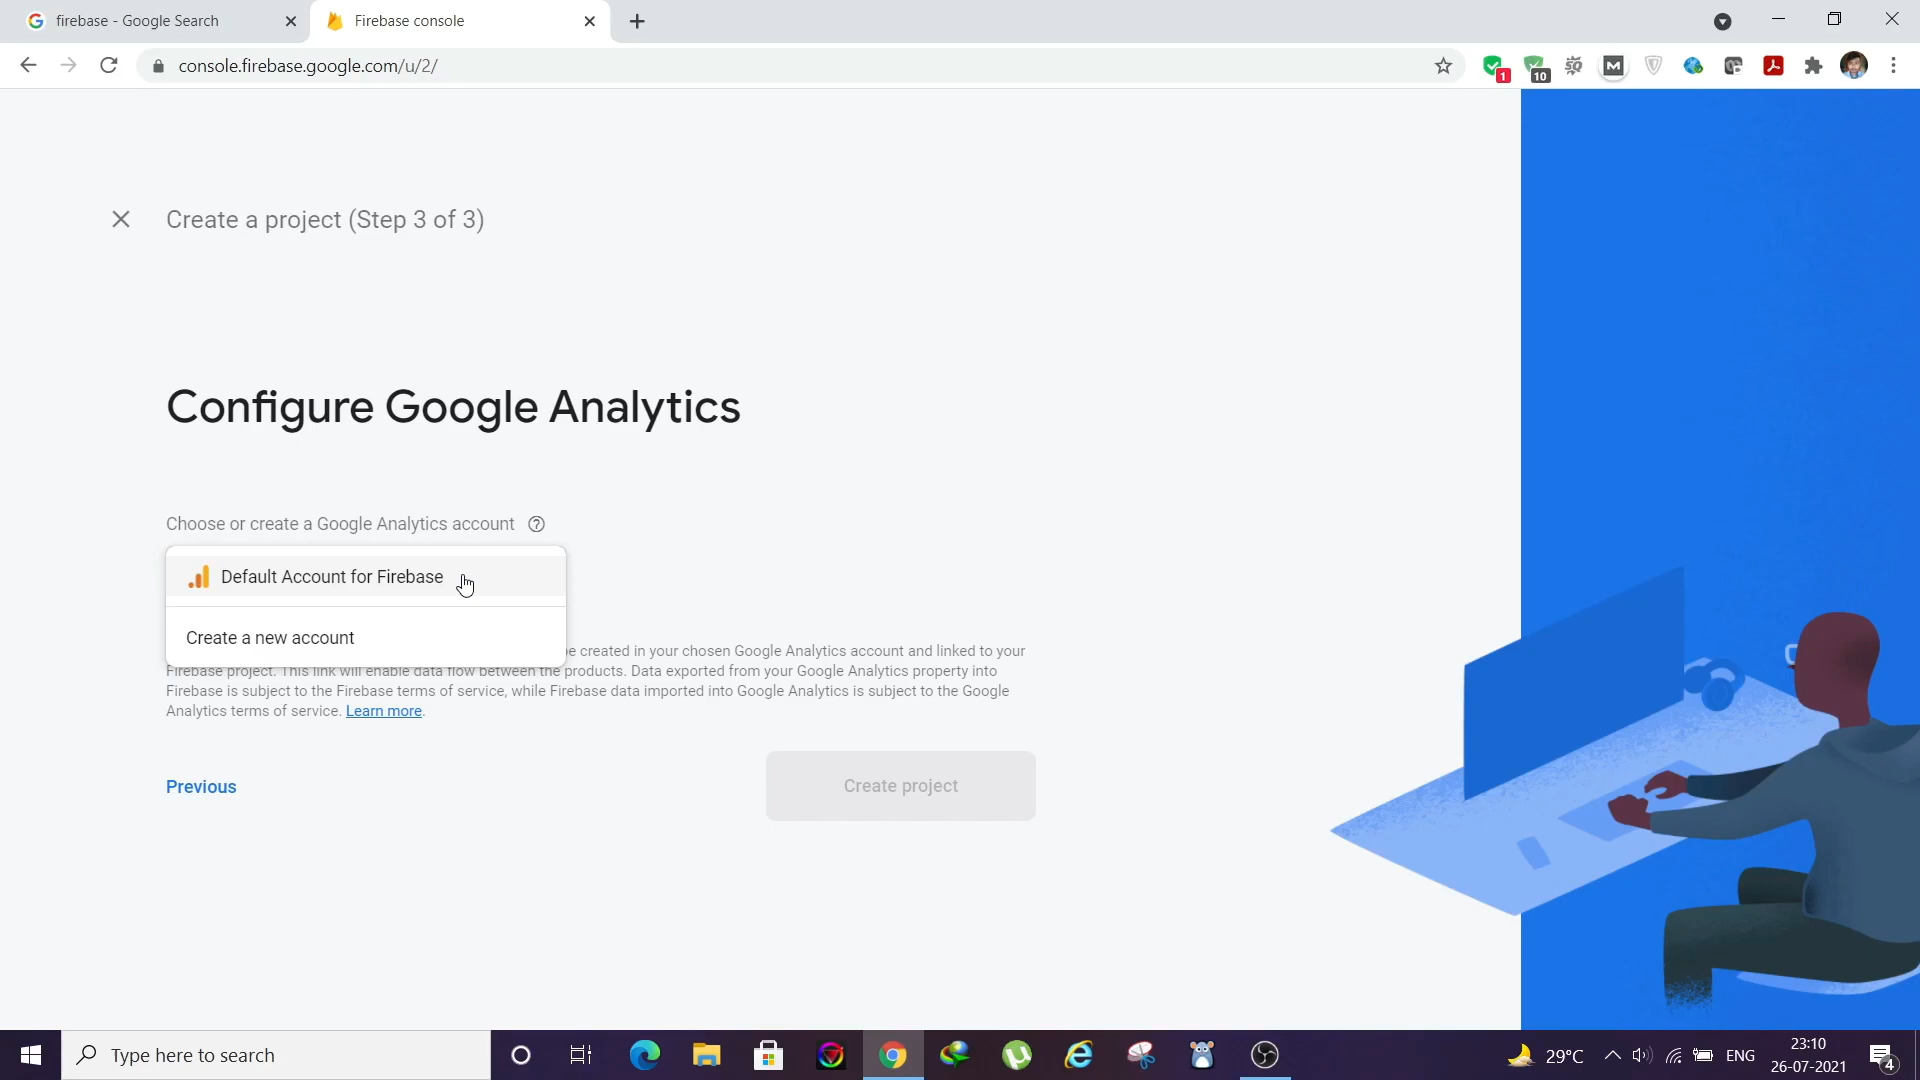 firebase - Google Search
Firebase console
console.firebase.google.com/u/2/
1
10
Create a project (Step 3 of 3)
Configure Google Analytics
Choose or create a Google Analytics account
Default Account for Firebase
Create a new account
be created in your chosen Google Analytics account and linked to your
Firebase project. This link will enable data flow between the products. Data exported from your Google Analytics property into
Firebase is subject to the Firebase terms of service, while Firebase data imported into Google Analytics is subject to the Google
Analytics terms of service. Learn more.
Previous
Create project
Type here to search
29°C
ENG
23:10
26-07-2021
4